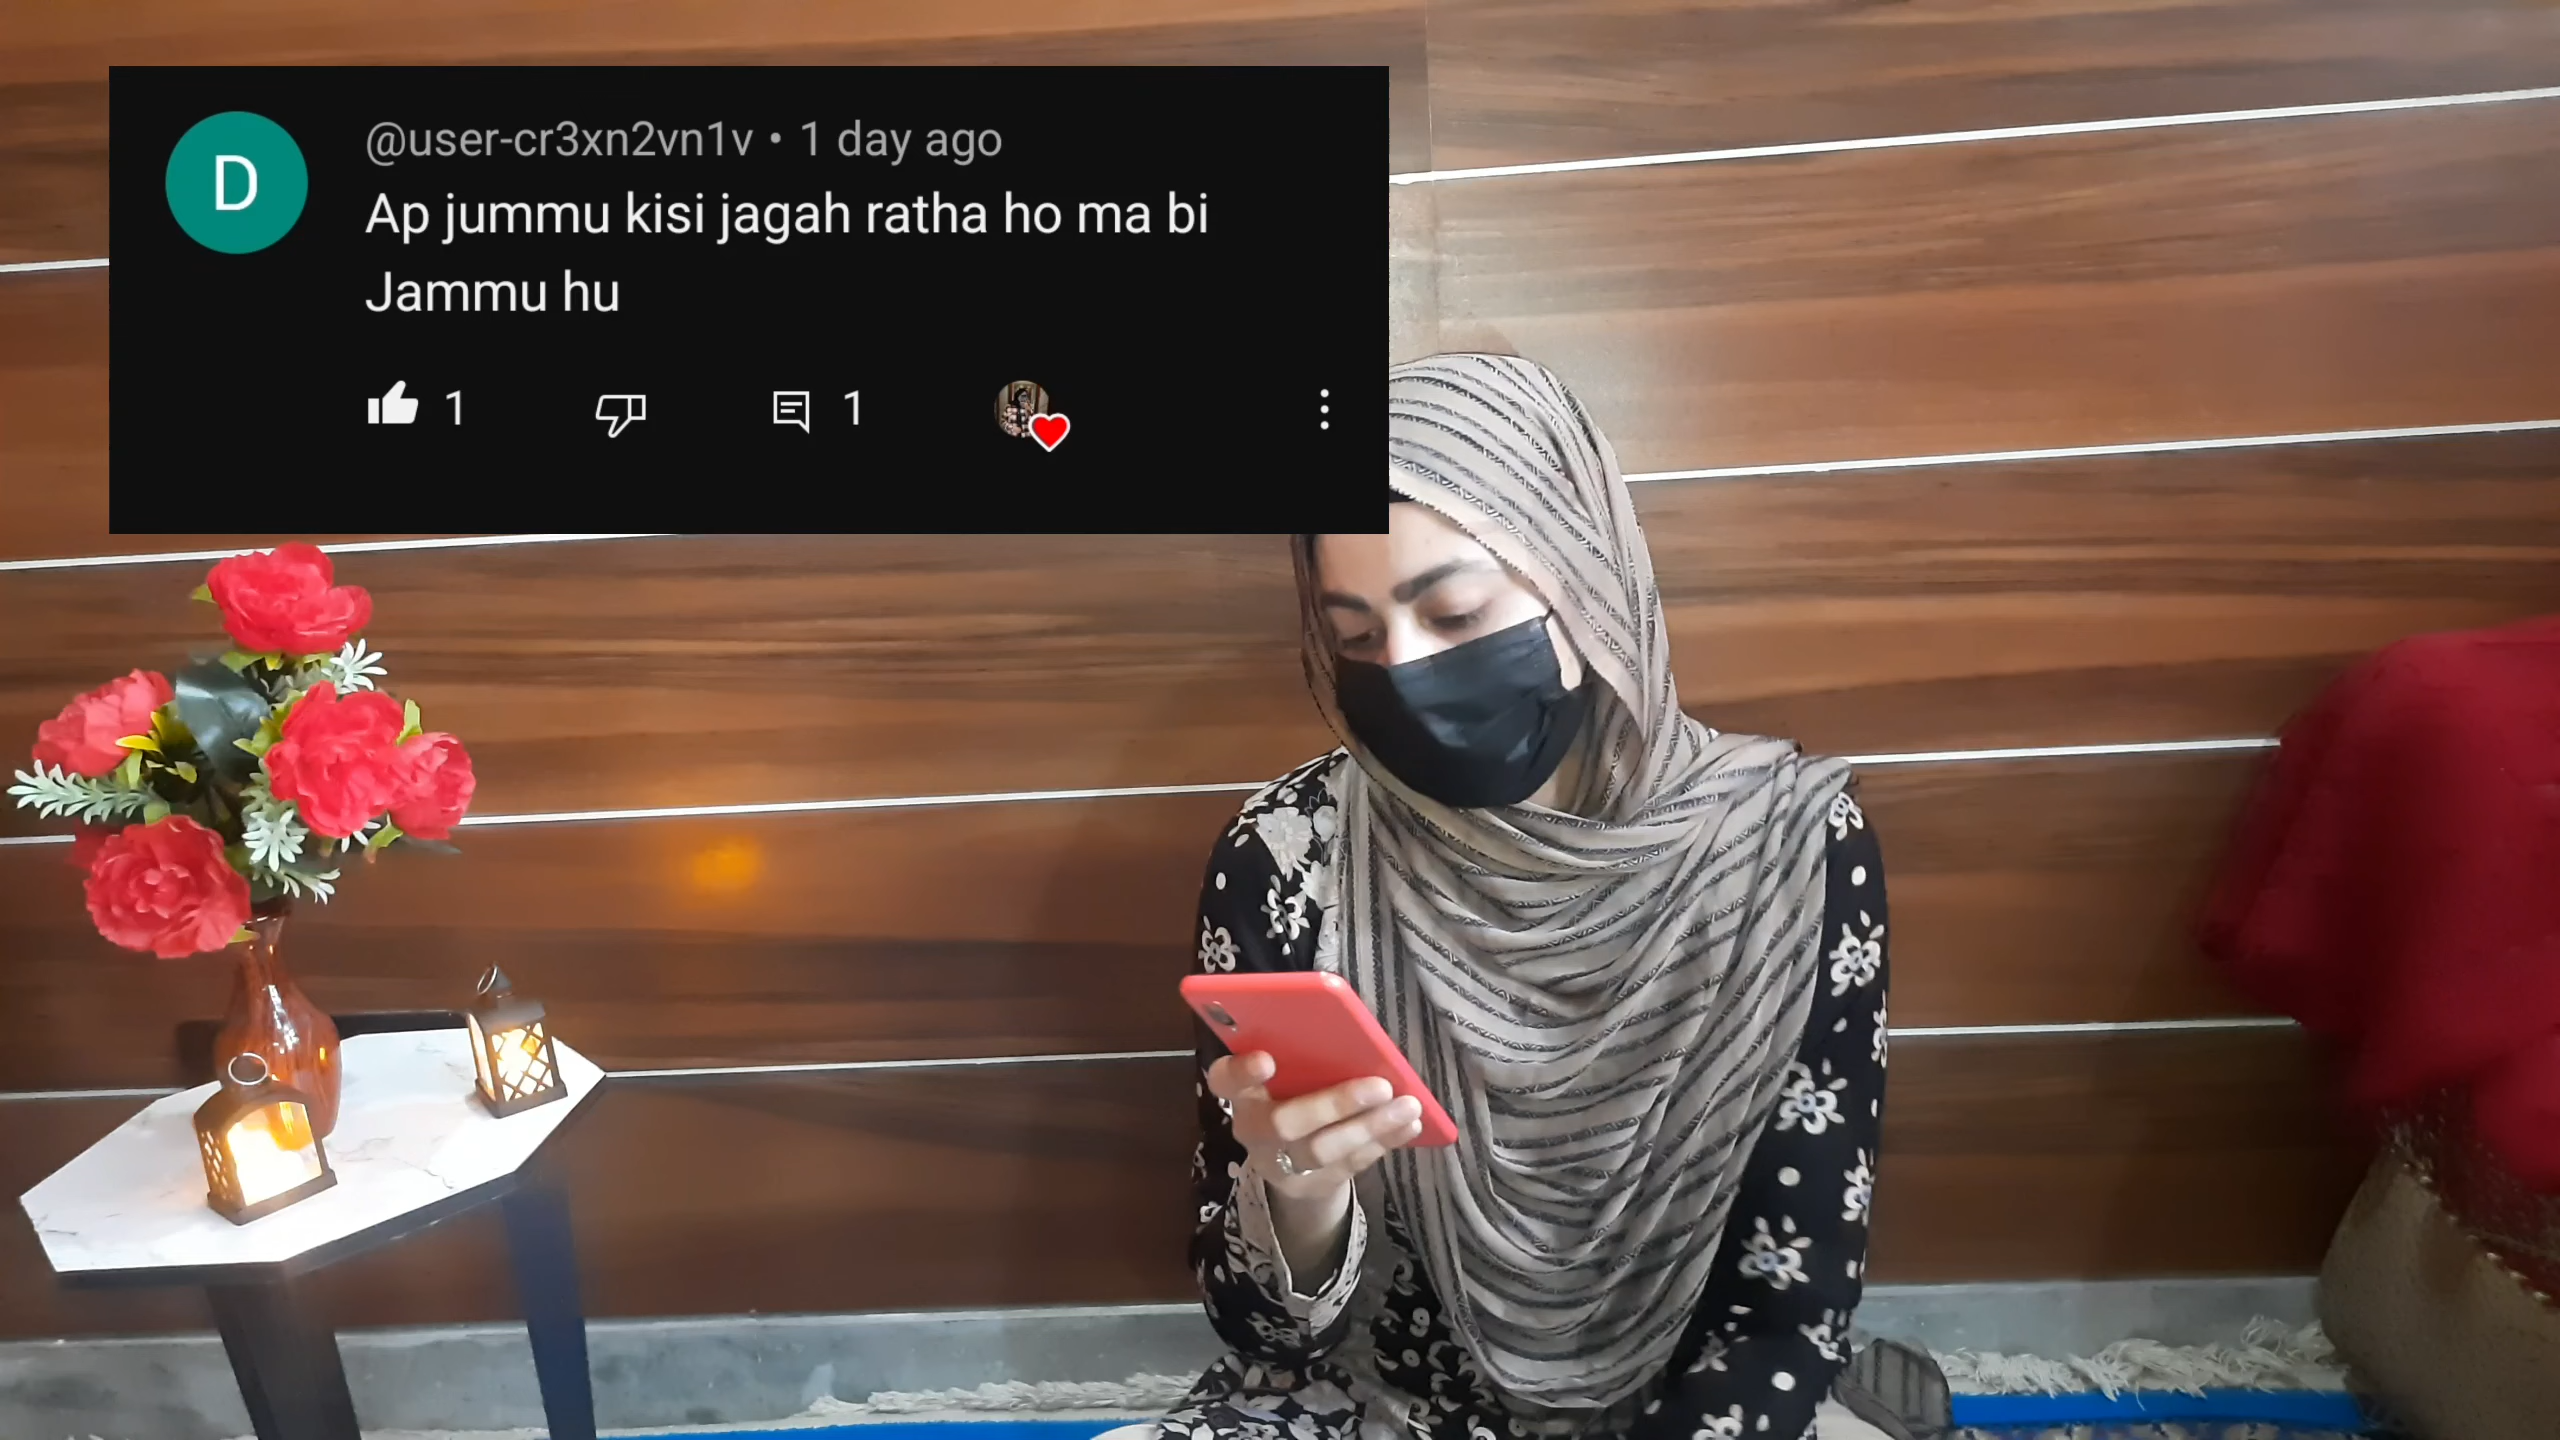 D
@user-cr3xn2vn1v • 1 day ago
Ap jummu kisi jagah ratha ho ma bi
Jammu hu
1
1